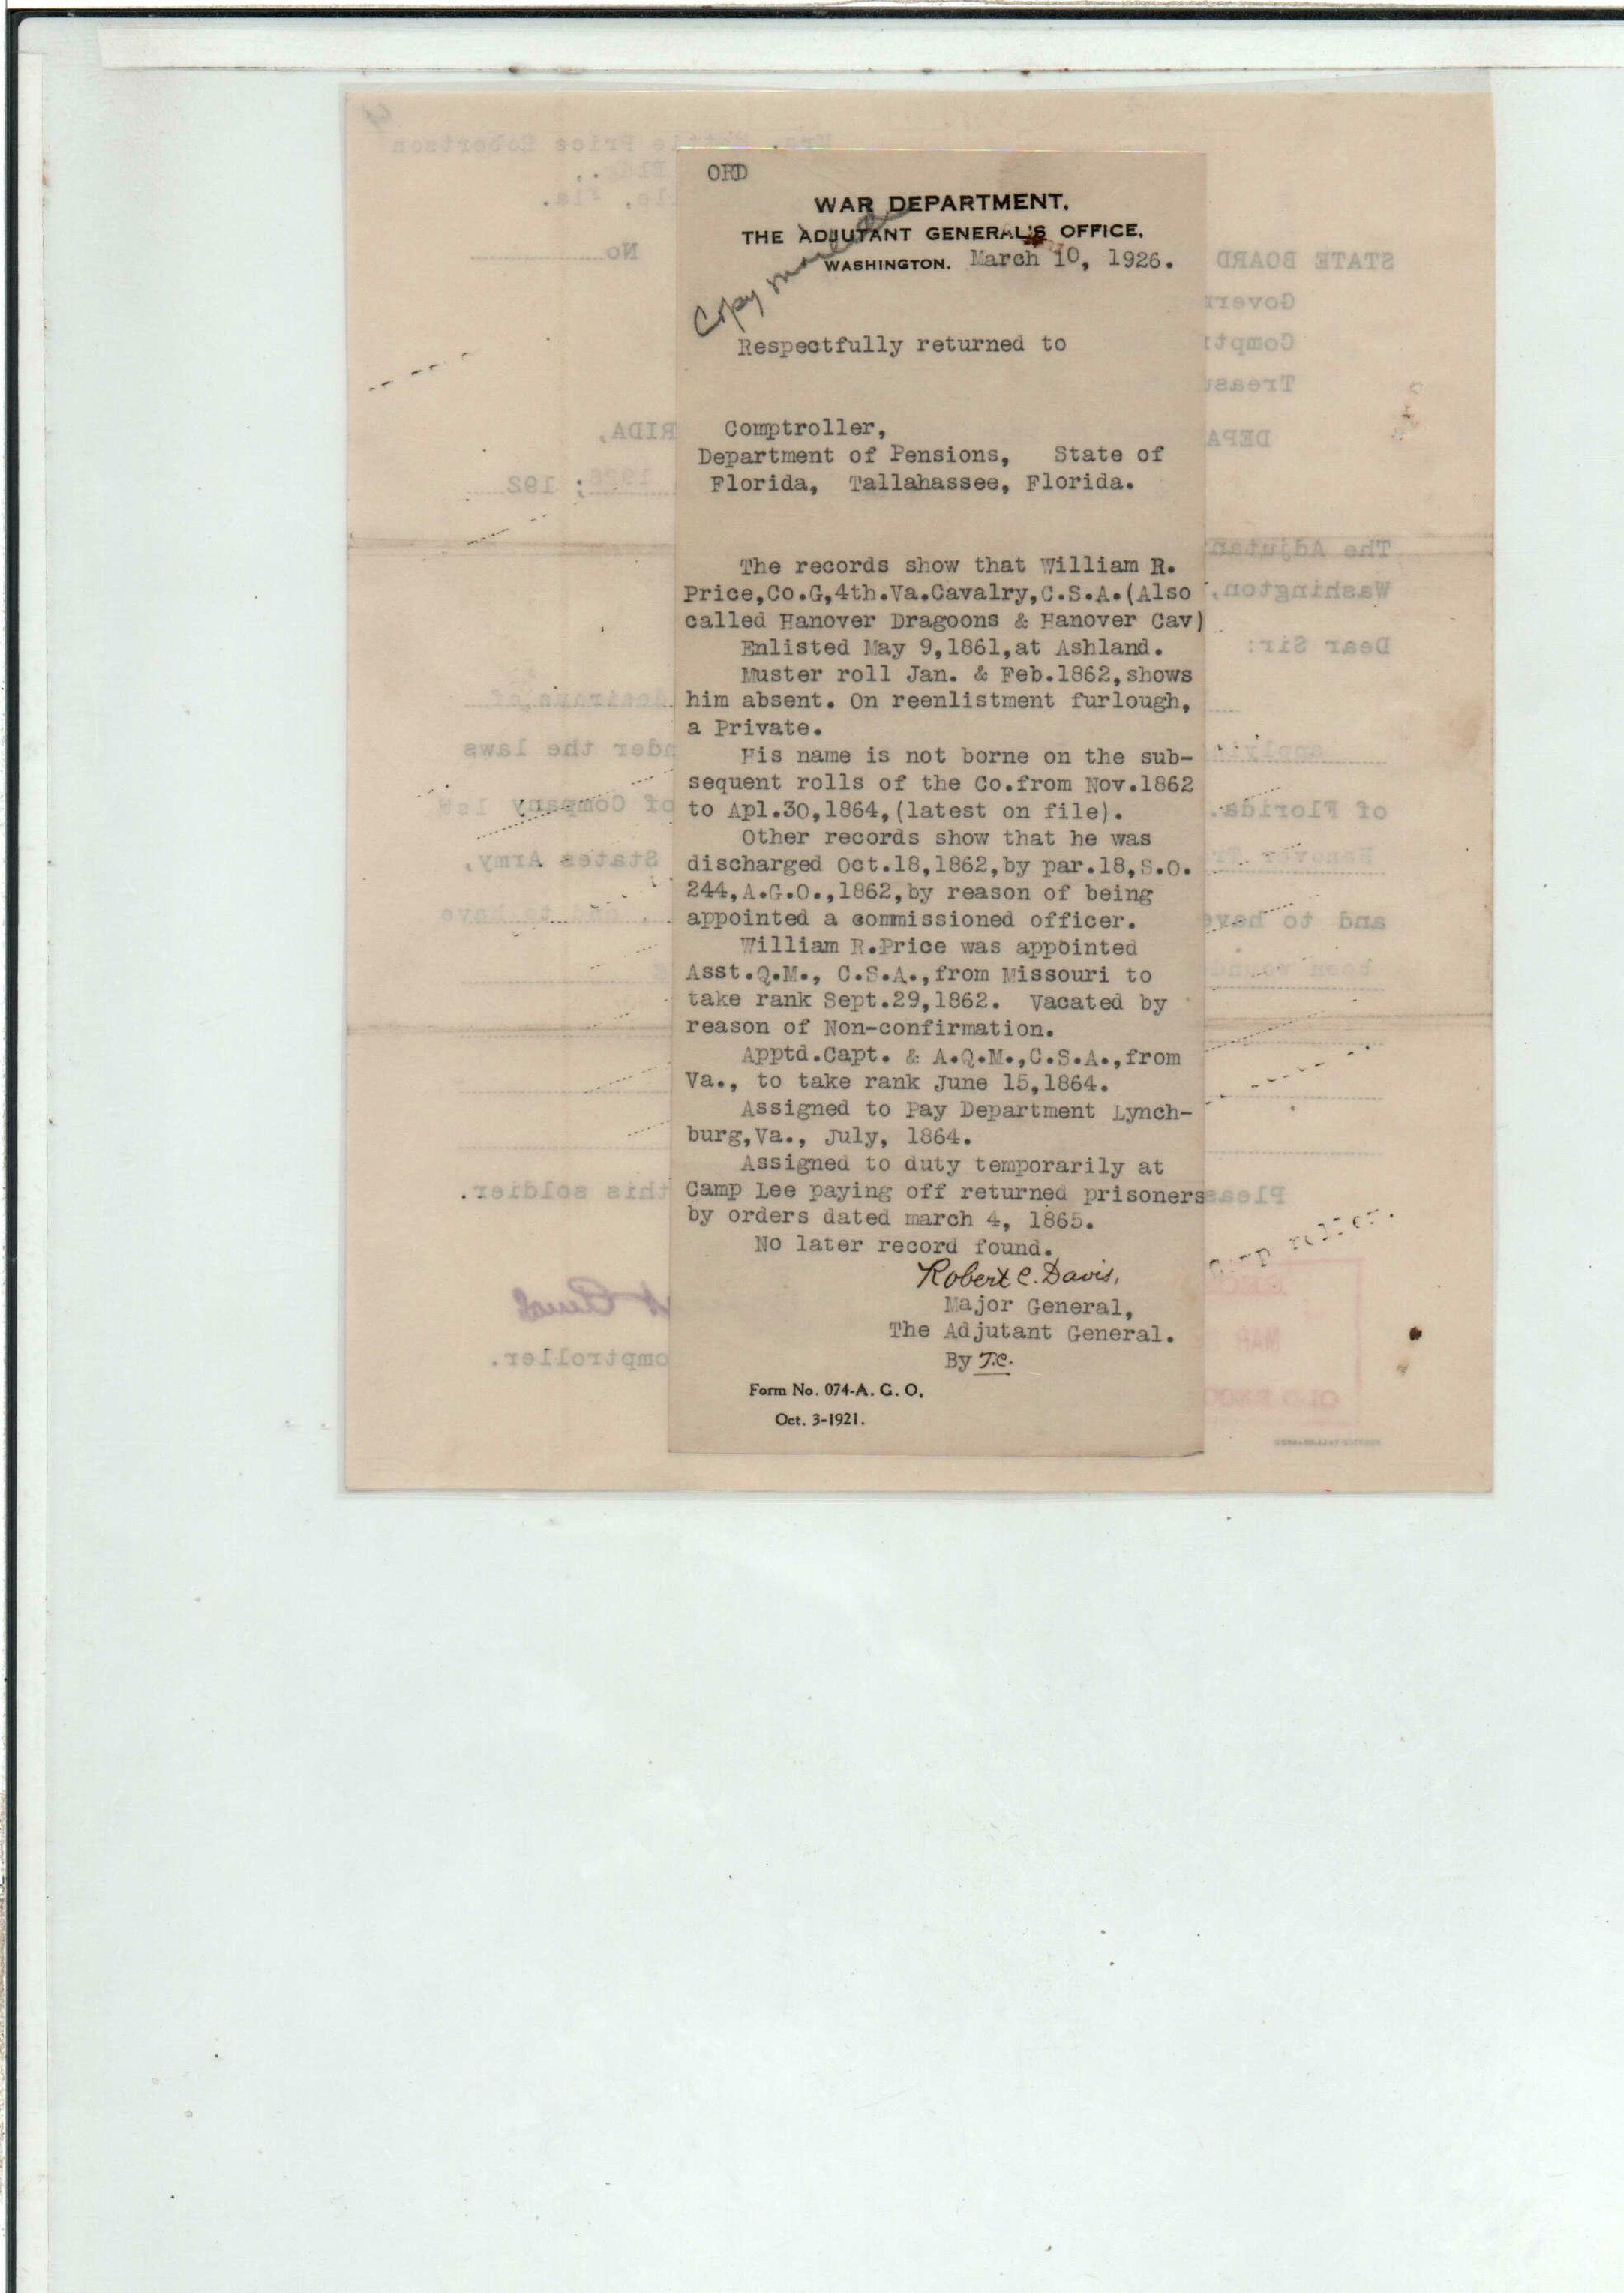 ORD
WAR DEPARTMENT,
THE ADJUTANT GENERAL'S OFFICE,
WASHINGTON. March 10, 1926.
Copy made
Respectfully returned to
Comptroller,
Department of Pensions, State of
Florida, Tallahassee, Florida.
The records show that William R.
Price,Co.G,4th.Va.Cavalry,C.S.A.(Also
called Hanover Dragoons & Hanover Cav)
Enlisted May 9,1861,at Ashland.
Muster roll Jan. & Feb.1862,shows
him absent. On reenlistment furlough,
a Private.
His name is not borne on the sub-
sequent rolls of the Co.from Nov.1862
to Apl.30,1864,(latest on file).
Other records show that he was
discharged Oct.18,1862,by par.18,S.O.
244,A.G.O.,1862,by reason of being
appointed a commissioned officer.
William R.Price was appointed
Asst.Q.M., C.S.A.,from Missouri to
take rank Sept.29,1862. Vacated by
reason of Non-confirmation.
Apptd.Capt. & A.Q.M.,C.S.A.,from
Va., to take rank June 15,1864.
Assigned to Pay Department Lynch-
burg,Va., July, 1864.
Assigned to duty temporarily at
Camp Lee paying off returned prisoners
by orders dated march 4, 1865.
No later record found.
Robert C. Davis,
Major General,
The Adjutant General.
By T.C.
Form No. 074-A. G. O.
Oct. 3-1921.